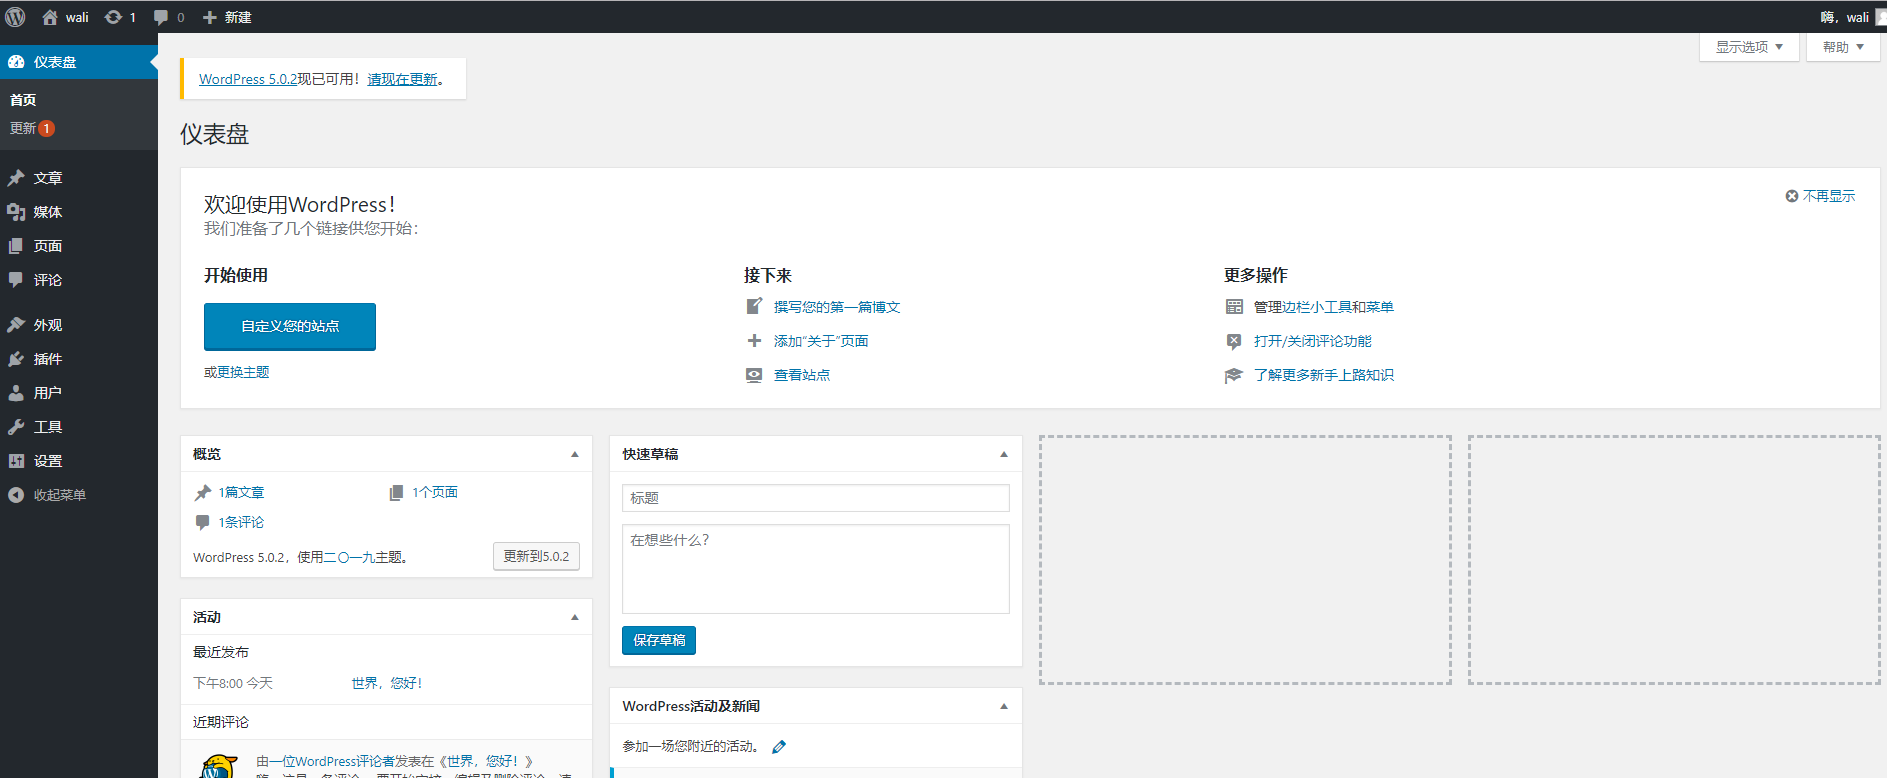 wali 1 0 新建
嗨，wali
仪表盘
首页
更新 1
文章
媒体
页面
评论
外观
插件
用户
工具
设置
收起菜单
显示选项 帮助
WordPress 5.0.2现已可用！请现在更新。
仪表盘
欢迎使用WordPress！
不再显示
我们准备了几个链接供您开始：
开始使用
自定义您的站点
或更换主题
接下来
撰写您的第一篇博文
添加“关于”页面
查看站点
更多操作
管理边栏小工具和菜单
打开/关闭评论功能
了解更多新手上路知识
概览
1篇文章 1个页面
1条评论
WordPress 5.0.2，使用二〇一九主题。 更新到5.0.2
活动
最近发布
下午8:00 今天 世界，您好！
近期评论
由一位WordPress评论者发表在《世界，您好！》
快速草稿
标题
在想些什么？
保存草稿
WordPress活动及新闻
参加一场您附近的活动。